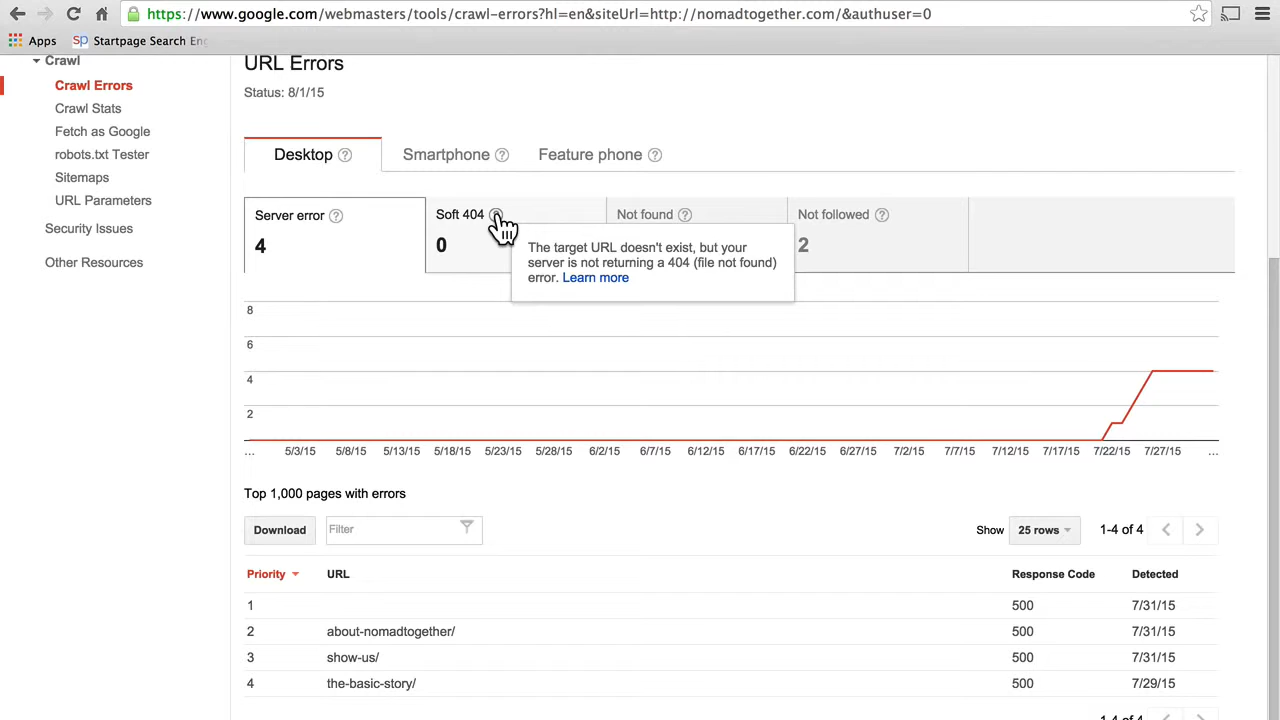 https://www.google.com/webmasters/tools/crawl-errors?hl=en&siteUrl=http://nomadtogether.com/&authuser=0
Apps SD Startpage Search Eng
Crawl
Crawl Errors
Crawl Stats
Fetch as Google
robots.txt Tester
Sitemaps
URL Parameters
Security Issues
Other Resources
URL Errors
Status: 8/1/15
Desktop ? Smartphone ? Feature phone ?
Server error ? Soft 404 Not found ? Not followed ?
4 0 2
The target URL doesn't exist, but your
server is not returning a 404 (file not found)
error. Learn more
8
6
4
2
... 5/3/15 5/8/15 5/13/15 5/18/15 5/23/15 5/28/15 6/2/15 6/7/15 6/12/15 6/17/15 6/22/15 6/27/15 7/2/15 7/7/15 7/12/15 7/17/15 7/22/15 7/27/15 ...
Top 1,000 pages with errors
Download Filter Show 25 rows 1-4 of 4
Priority URL Response Code Detected
1 500 7/31/15
2 about-nomadtogether/ 500 7/31/15
3 show-us/ 500 7/31/15
4 the-basic-story/ 500 7/29/15
1-4 of 4